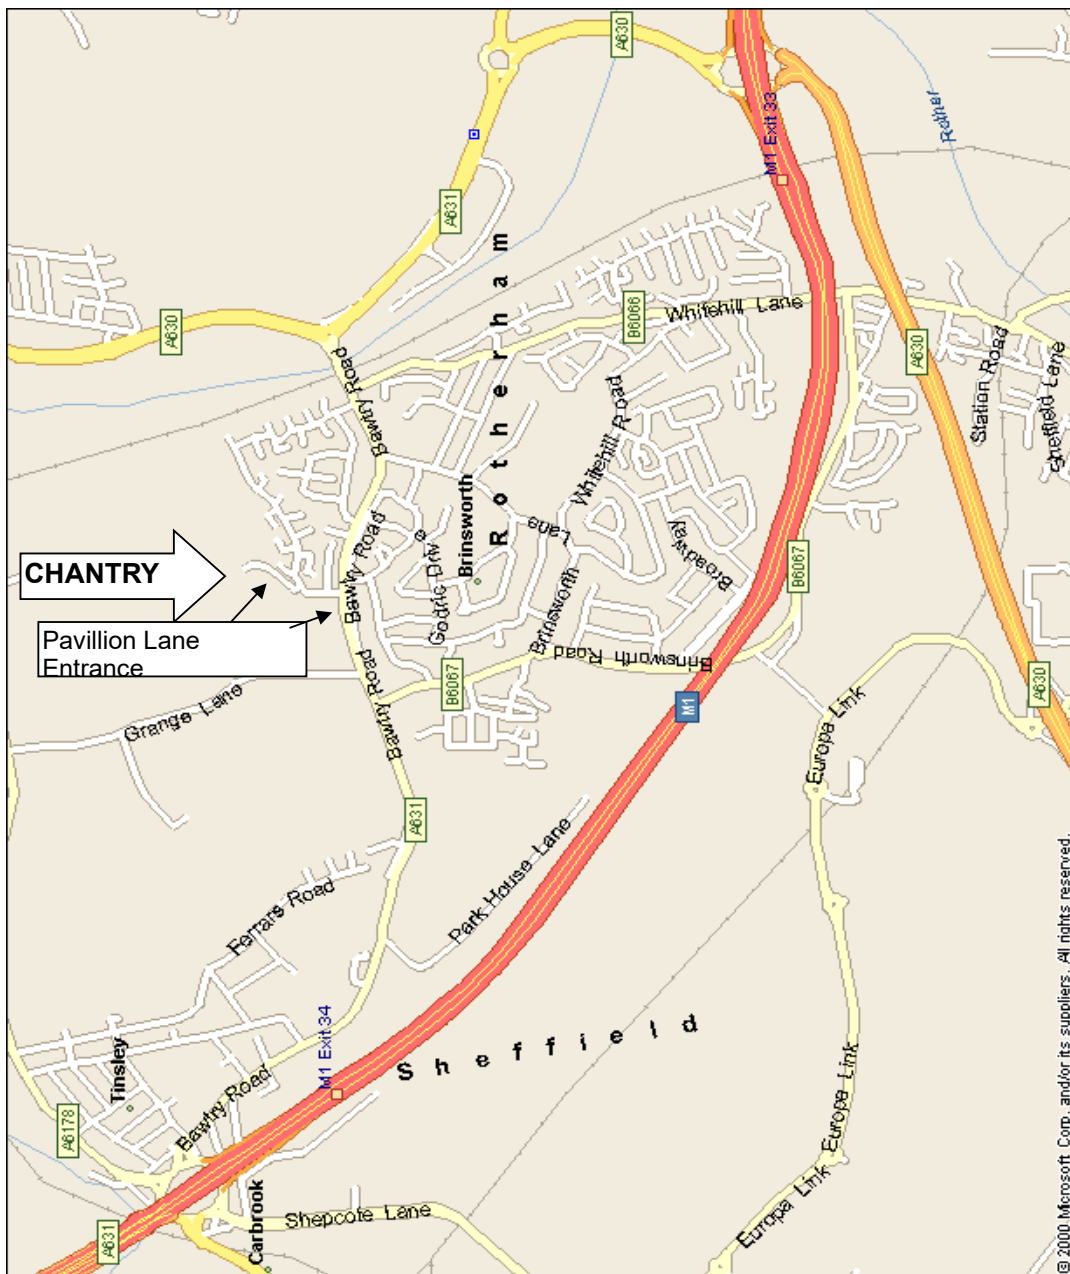 A630
M1 Exit 33
Rother
A631
A630
Rotherham
B6066
Whitehill Lane
Bawtry Road
A630
Station Road
Sheffield Lane
Whitehill Road
Brinsworth
Bawtry Road
Godric Drive
Lane
Broadway
B6067
CHANTRY
Pavillion Lane
Entrance
Brinsworth
Brinsworth Road
Grange Lane
Bawtry Road
B6067
M1
A630
Europa Link
A631
Park House Lane
Ferrars Road
M1 Exit 34
Sheffield
Tinsley
A6178
Bawtry Road
Europa Link
Europa Link
Carbrook
Shepcote Lane
A631
© 2000 Microsoft Corp. and/or its suppliers. All rights reserved.